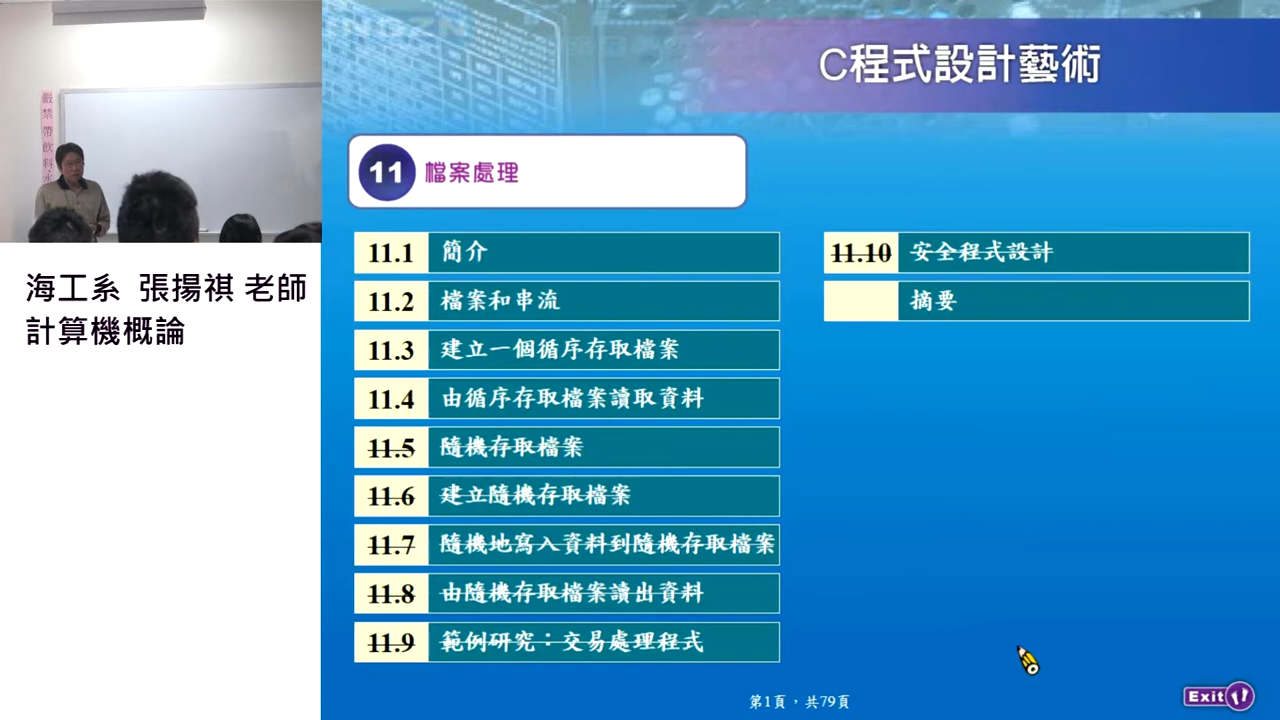 嚴禁帶飲料
海工系 張揚祺 老師
計算機概論
C程式設計藝術
11 檔案處理
11.1 簡介
11.2 檔案和串流
11.3 建立一個循序存取檔案
11.4 由循序存取檔案讀取資料
11.5 隨機存取檔案
11.6 建立隨機存取檔案
11.7 隨機地寫入資料到隨機存取檔案
11.8 由隨機存取檔案讀出資料
11.9 範例研究：交易處理程式
11.10 安全程式設計
摘要
第1頁，共79頁
Exit